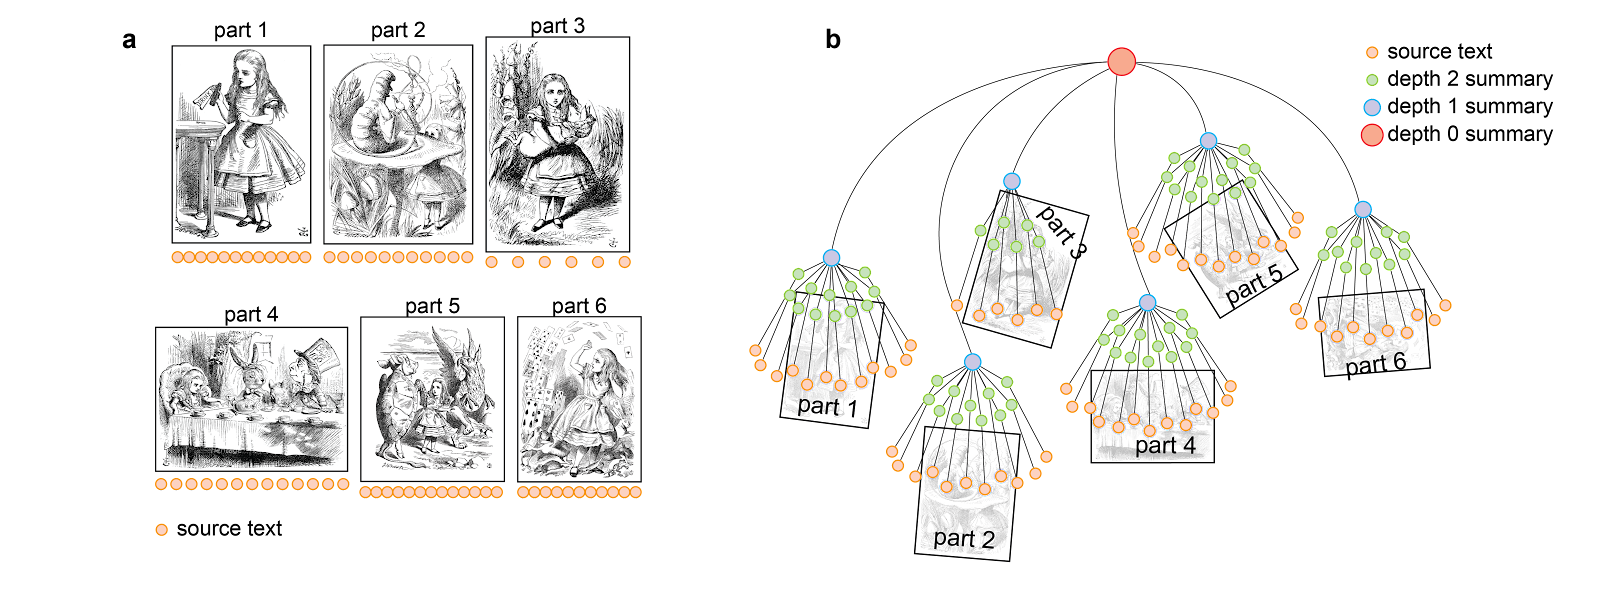 a
part 1
part 2
part 3
part 4
part 5
part 6
source text
b
source text
depth 2 summary
depth 1 summary
depth 0 summary
part 1
part 2
part 3
part 4
part 5
part 6